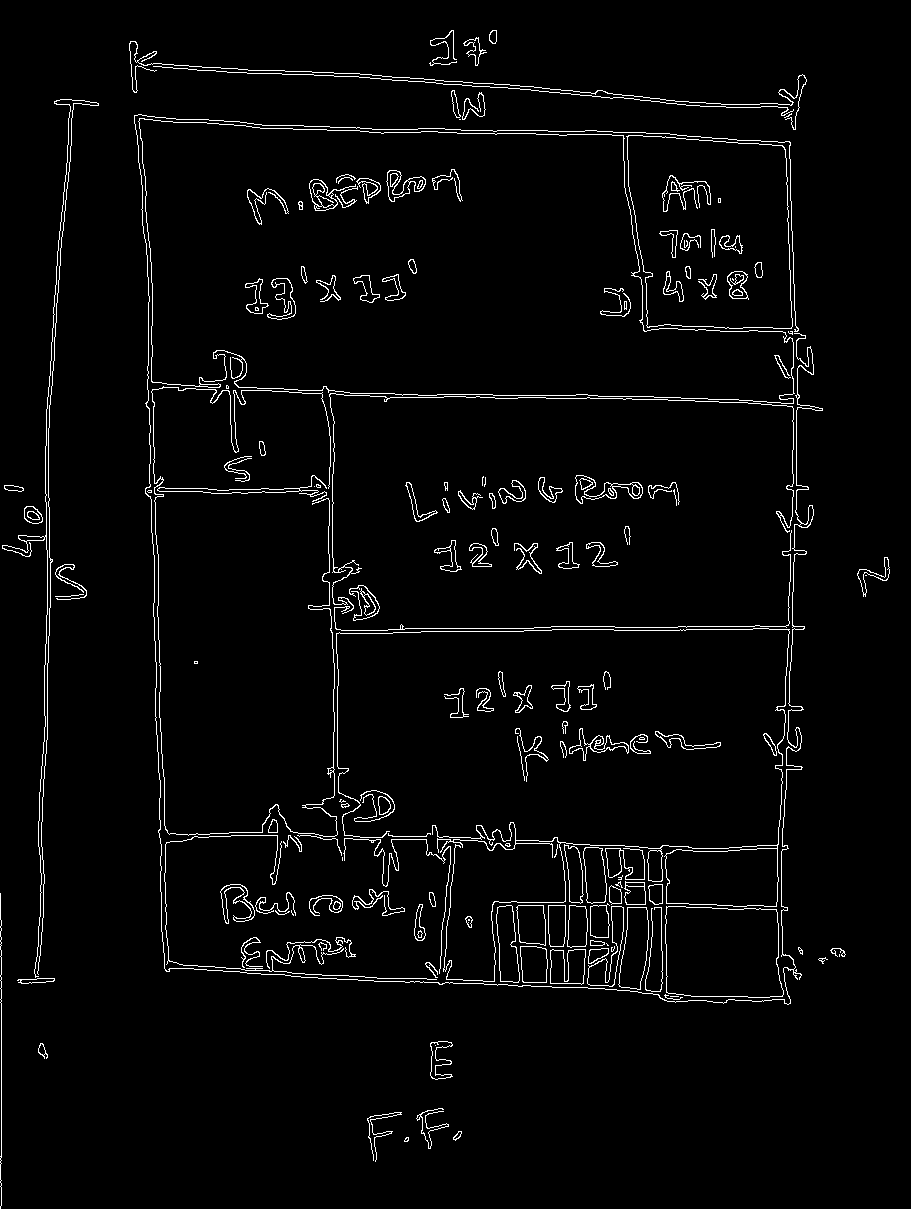 17'
W
M. BEDROOM
13' X 11'
ATT.
Toilet
4' X 8'
D
W
D
5'
LiviNG ROOM
12' X 12'
W
40'
S
N
D
12' X 11'
Kitchen
W
D
W
BalconY
6'
ENTRY
E
F.F.